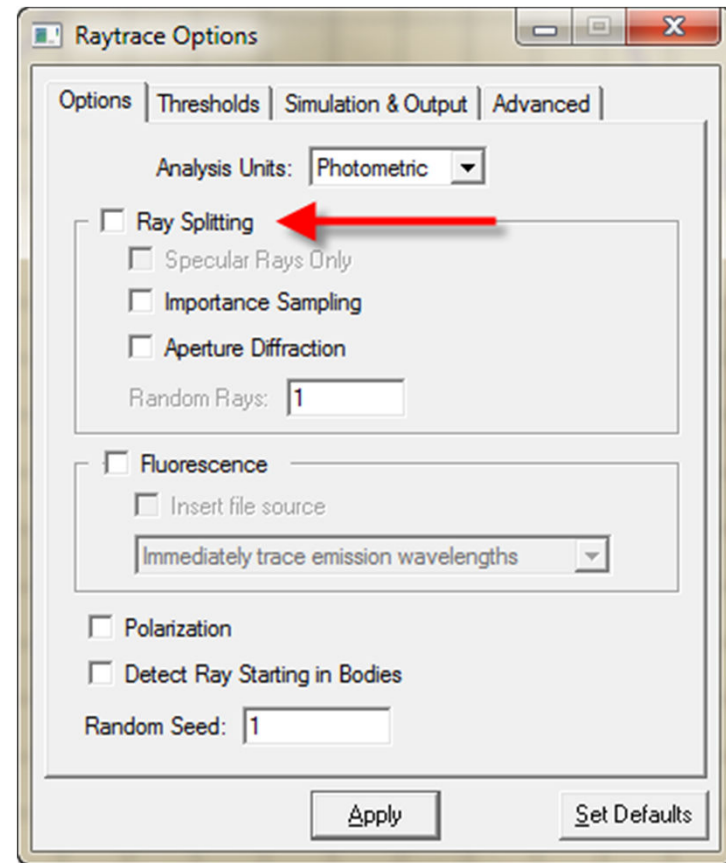 Raytrace Options
Options Thresholds Simulation & Output Advanced
Analysis Units: Photometric
Ray Splitting
Specular Rays Only
Importance Sampling
Aperture Diffraction
Random Rays: 1
Fluorescence
Insert file source
Immediately trace emission wavelengths
Polarization
Detect Ray Starting in Bodies
Random Seed: 1
Apply Set Defaults